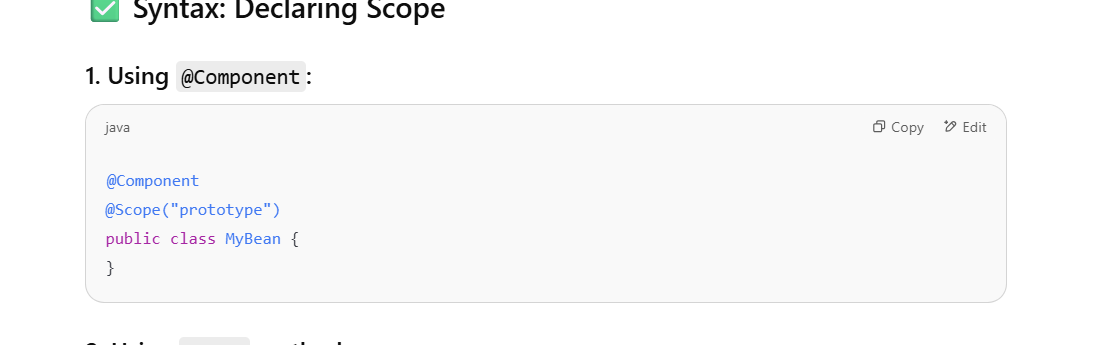 ✅ Syntax: Declaring Scope
1. Using @Component:
java Copy Edit
@Component
@Scope("prototype")
public class MyBean {
}